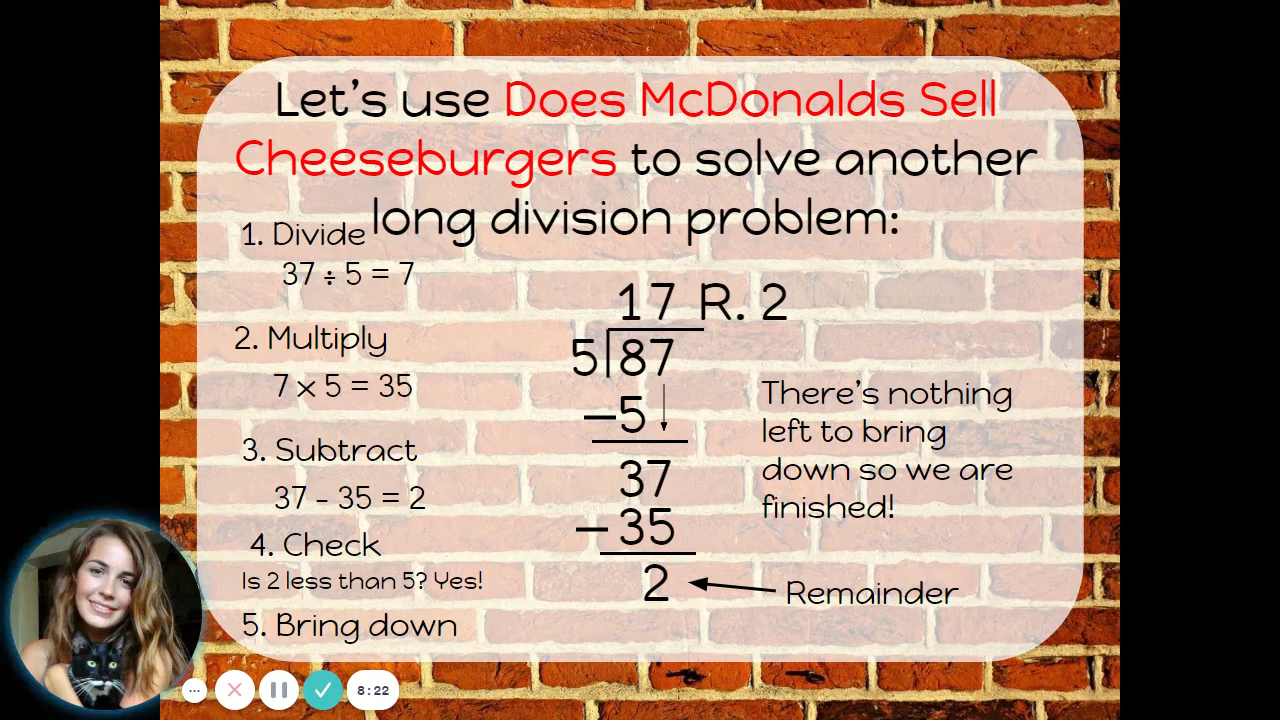 Let's use Does McDonalds Sell
Cheeseburgers to solve another
long division problem:
1. Divide
37 ÷ 5 = 7
2. Multiply
7 x 5 = 35
3. Subtract
37 - 35 = 2
4. Check
Is 2 less than 5? Yes!
5. Bring down
17 R. 2
5 87
–5
37
–35
2
There's nothing
left to bring
down so we are
finished!
Remainder
8:22